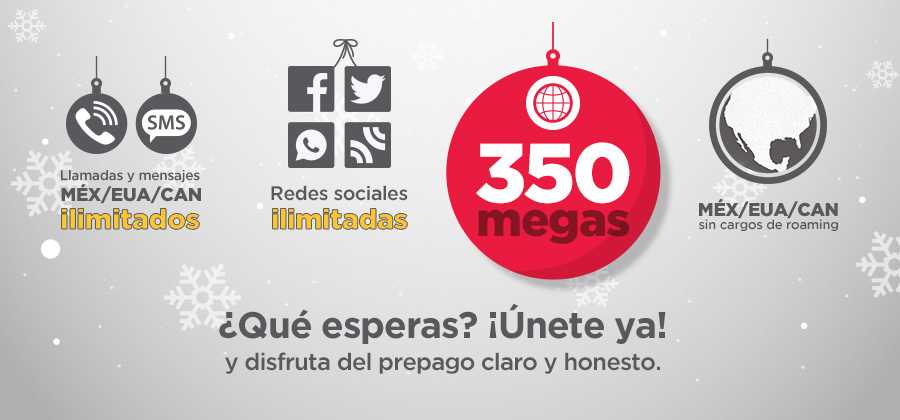 SMS
Llamadas y mensajes
MÉX/EUA/CAN
ilimitados
Redes sociales
ilimitadas
350
megas
MÉX/EUA/CAN
sin cargos de roaming
¿Qué esperas? ¡Únete ya!
y disfruta del prepago claro y honesto.